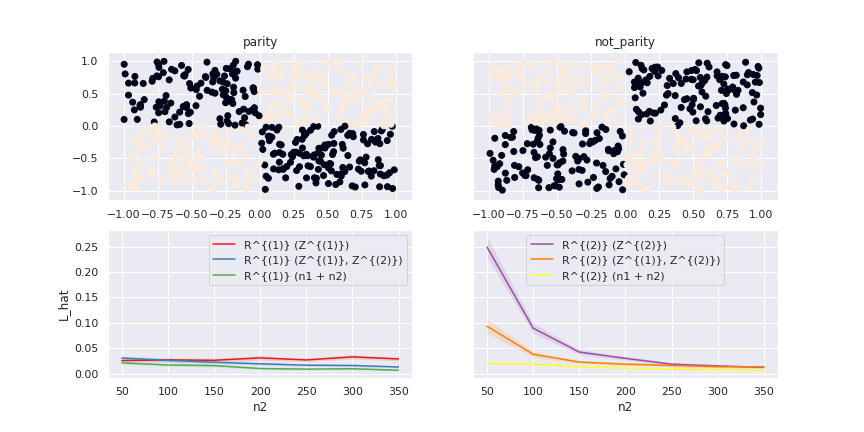 parity
not_parity
1.0
0.5
0.0
−0.5
−1.0
−1.00 −0.75 −0.50 −0.25 0.00 0.25 0.50 0.75 1.00
−1.00 −0.75 −0.50 −0.25 0.00 0.25 0.50 0.75 1.00
L_hat
0.25
0.20
0.15
0.10
0.05
0.00
R^{(1)} (Z^{(1)})
R^{(1)} (Z^{(1)}, Z^{(2)})
R^{(1)} (n1 + n2)
50 100 150 200 250 300 350
n2
R^{(2)} (Z^{(2)})
R^{(2)} (Z^{(1)}, Z^{(2)})
R^{(2)} (n1 + n2)
50 100 150 200 250 300 350
n2